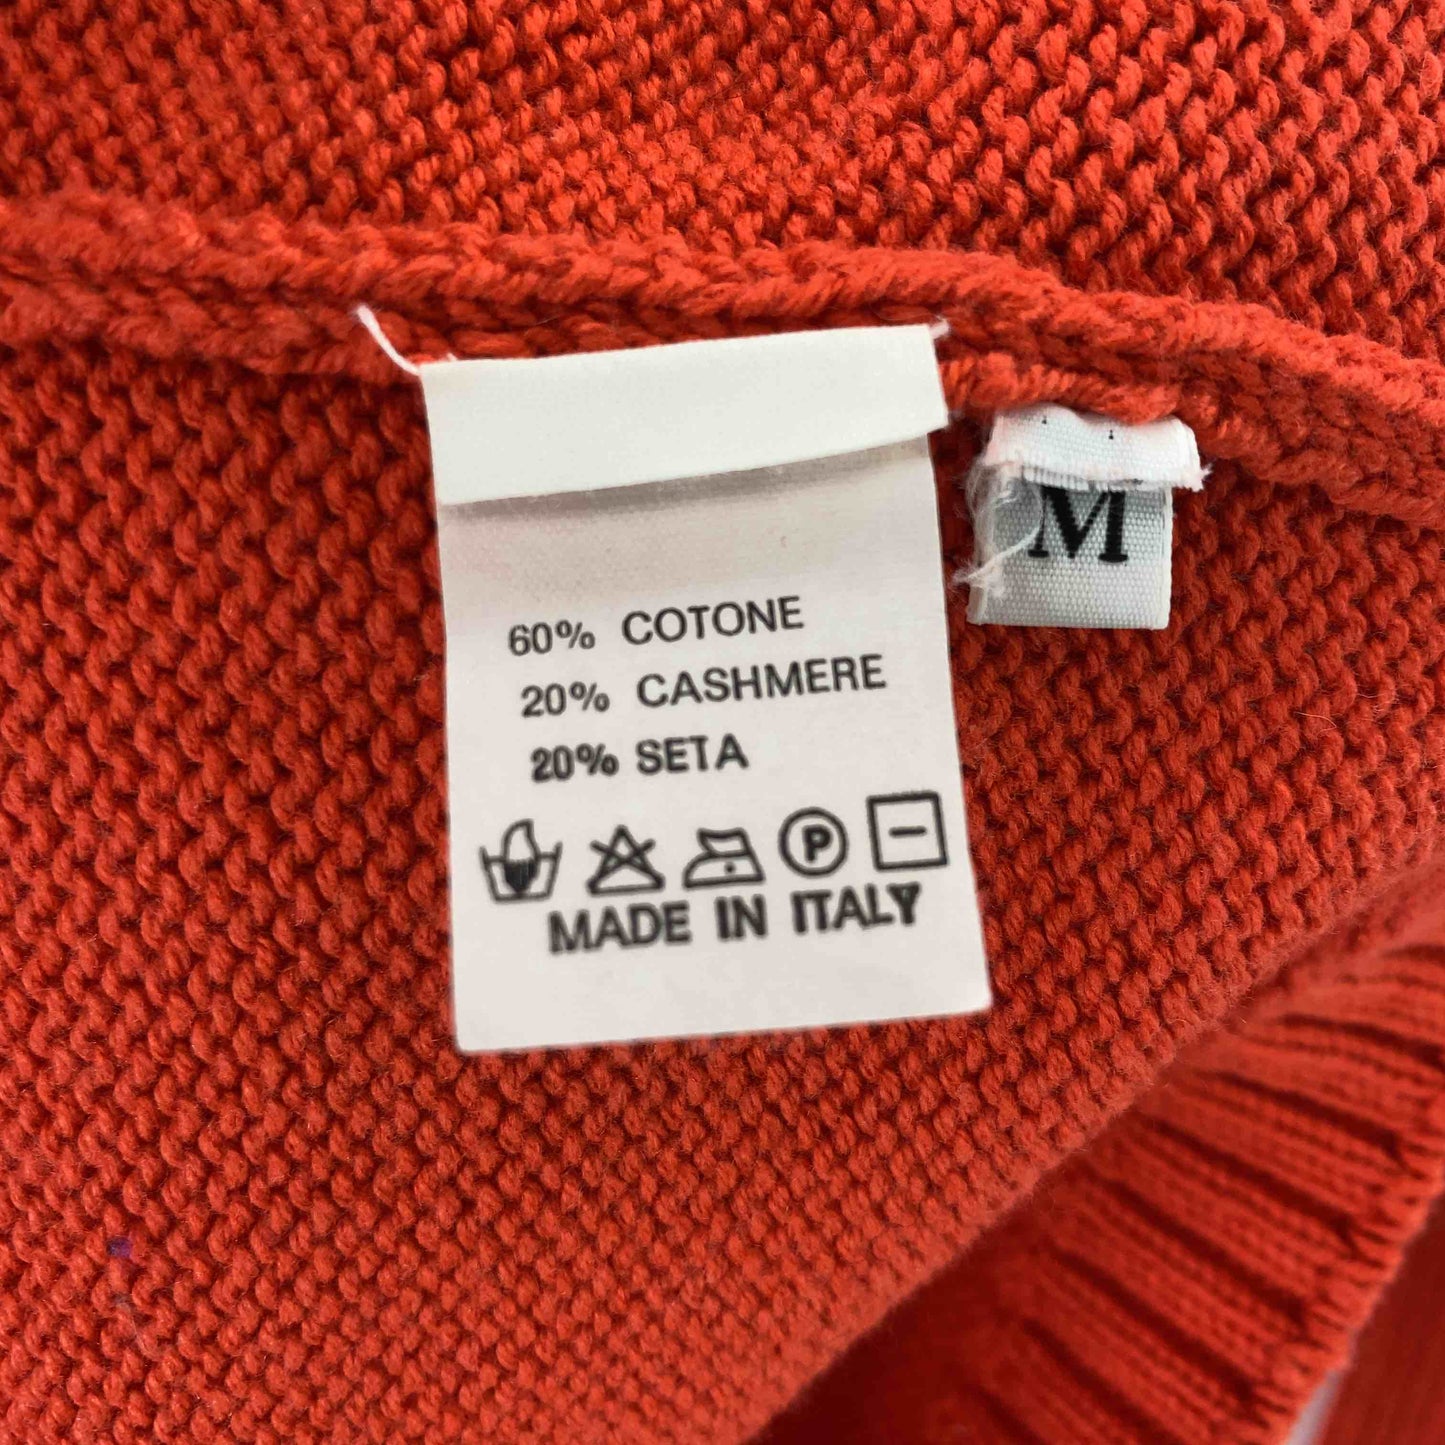 60% COTONE
20% CASHMERE
20% SETA
P
MADE IN ITALY
M